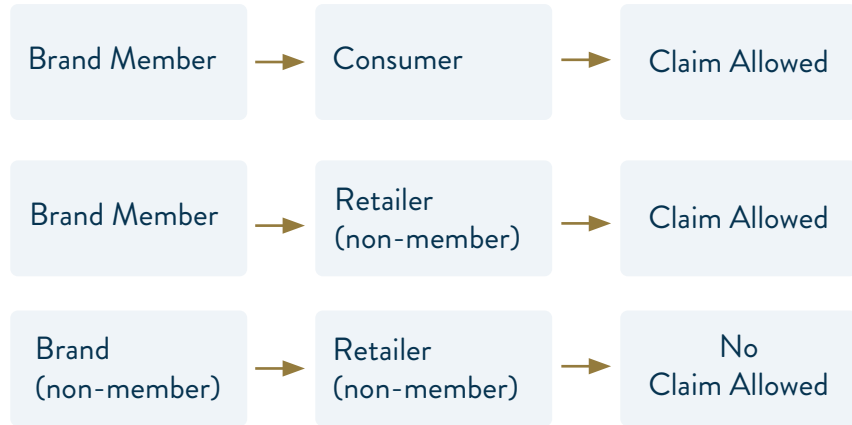 Brand Member
Consumer
Claim Allowed
Brand Member
Retailer
(non-member)
Claim Allowed
Brand
(non-member)
Retailer
(non-member)
No
Claim Allowed